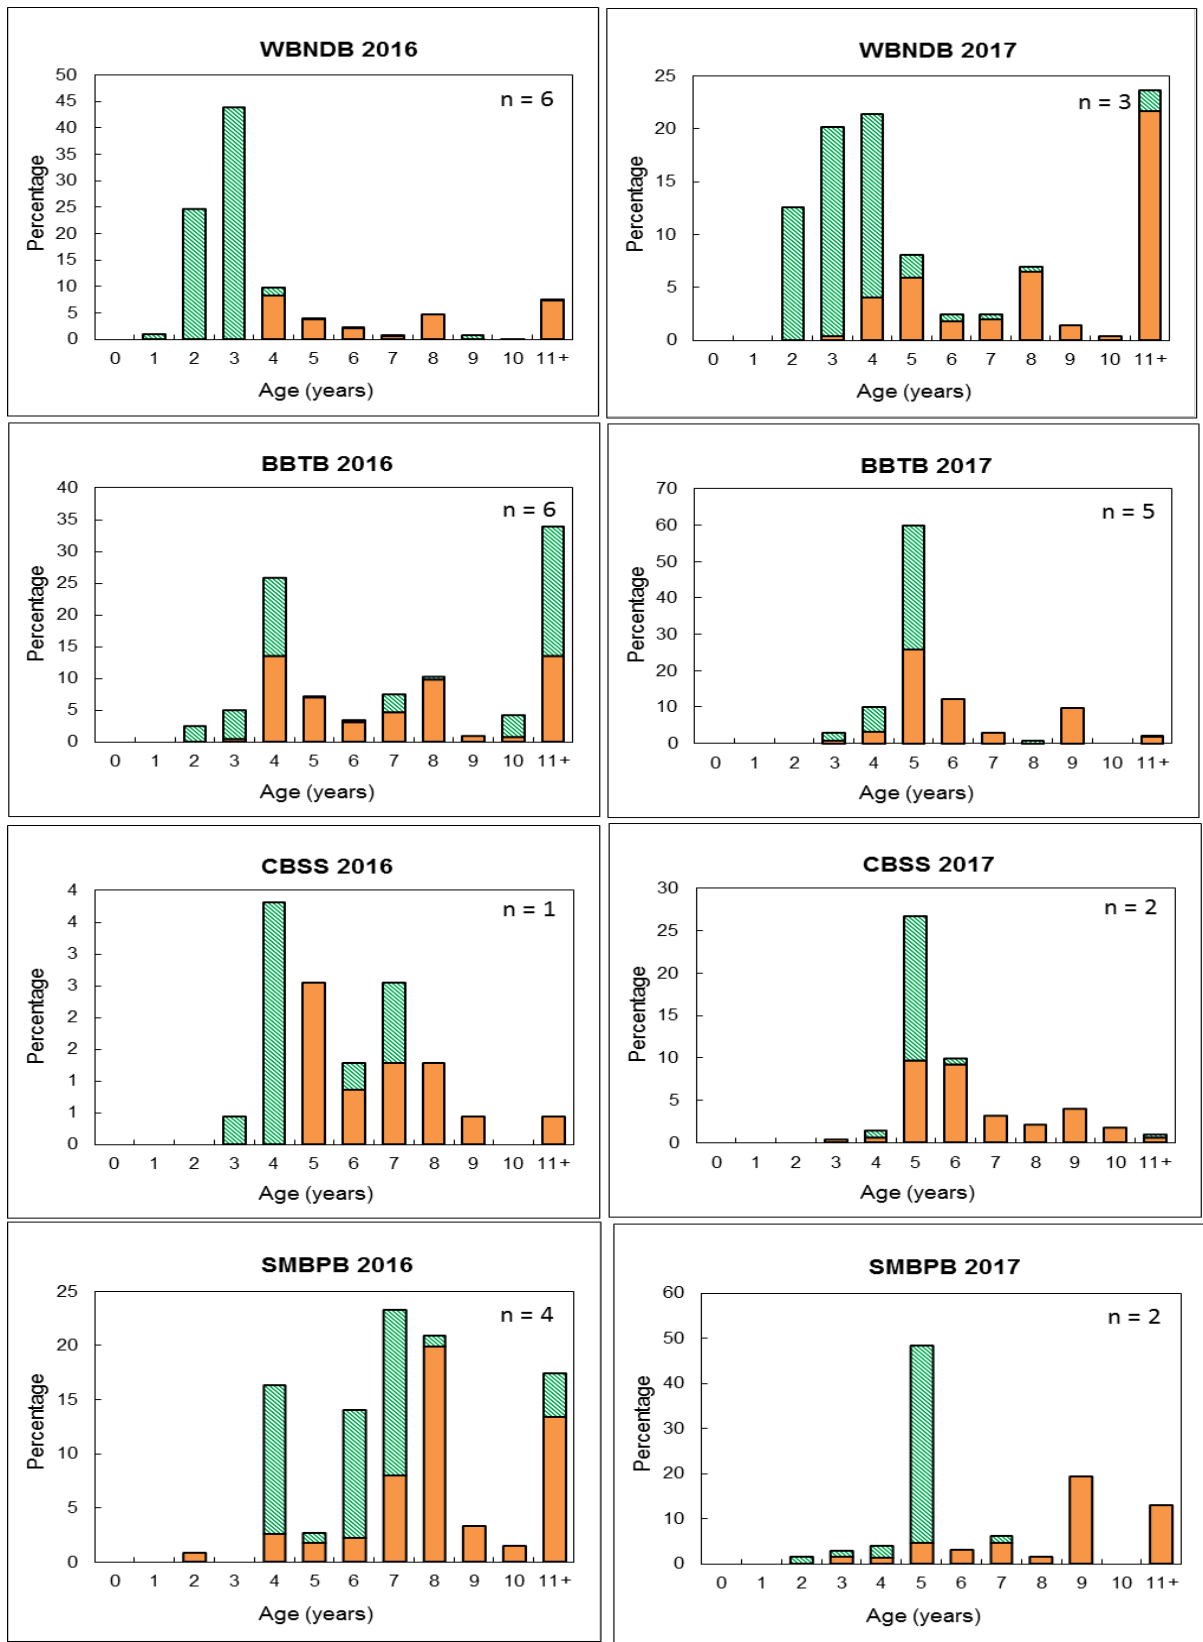 WBNDB 2016
n = 6
Percentage
50
45
40
35
30
25
20
15
10
5
0
0 1 2 3 4 5 6 7 8 9 10 11+
Age (years)
WBNDB 2017
n = 3
Percentage
25
20
15
10
5
0
0 1 2 3 4 5 6 7 8 9 10 11+
Age (years)
BBTB 2016
n = 6
Percentage
40
35
30
25
20
15
10
5
0
0 1 2 3 4 5 6 7 8 9 10 11+
Age (years)
BBTB 2017
n = 5
Percentage
70
60
50
40
30
20
10
0
0 1 2 3 4 5 6 7 8 9 10 11+
Age (years)
CBSS 2016
n = 1
Percentage
4
4
3
3
2
2
1
1
0
0 1 2 3 4 5 6 7 8 9 10 11+
Age (years)
CBSS 2017
n = 2
Percentage
30
25
20
15
10
5
0
0 1 2 3 4 5 6 7 8 9 10 11+
Age (years)
SMBPB 2016
n = 4
Percentage
25
20
15
10
5
0
0 1 2 3 4 5 6 7 8 9 10 11+
Age (years)
SMBPB 2017
n = 2
Percentage
60
50
40
30
20
10
0
0 1 2 3 4 5 6 7 8 9 10 11+
Age (years)